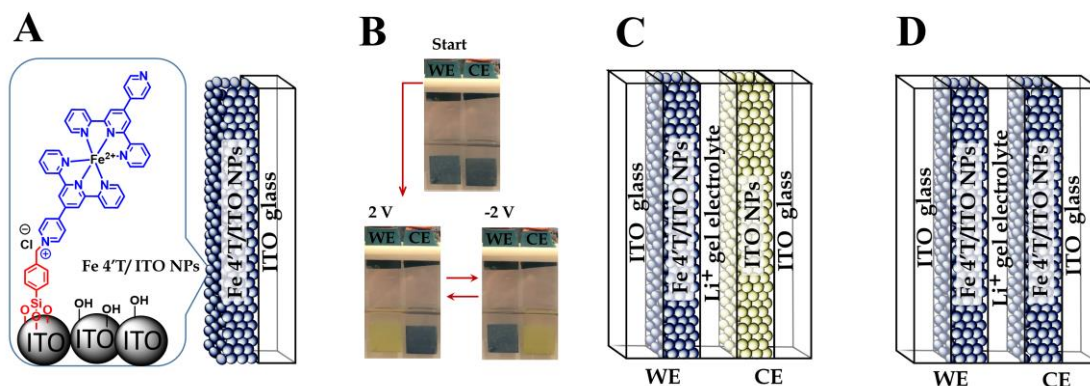 A
N
N
N
N
Fe2+
N
N
N
N
⊖
Cl
N
⊕
Si
O O O
OH
OH
OH
ITO ITO ITO
Fe 4'T/ ITO NPs
Fe 4'T/ITO NPs
ITO glass
B
Start
WE CE
2 V
-2 V
WE CE
WE CE
C
ITO glass
Fe 4'T/ITO NPs
Li+ gel electrolyte
ITO NPs
ITO glass
WE
CE
D
ITO glass
Fe 4'T/ITO NPs
Li+ gel electrolyte
Fe 4'T/ITO NPs
ITO glass
WE
CE